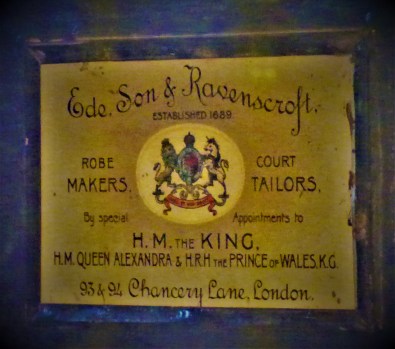 Ede, Son & Ravenscroft.
ESTABLISHED 1689.
ROBE MAKERS,
COURT TAILORS,
By special Appointments to
H.M. THE KING,
H.M. QUEEN ALEXANDRA & H.R.H THE PRINCE OF WALES, K.G.
93 & 94 Chancery Lane, London.